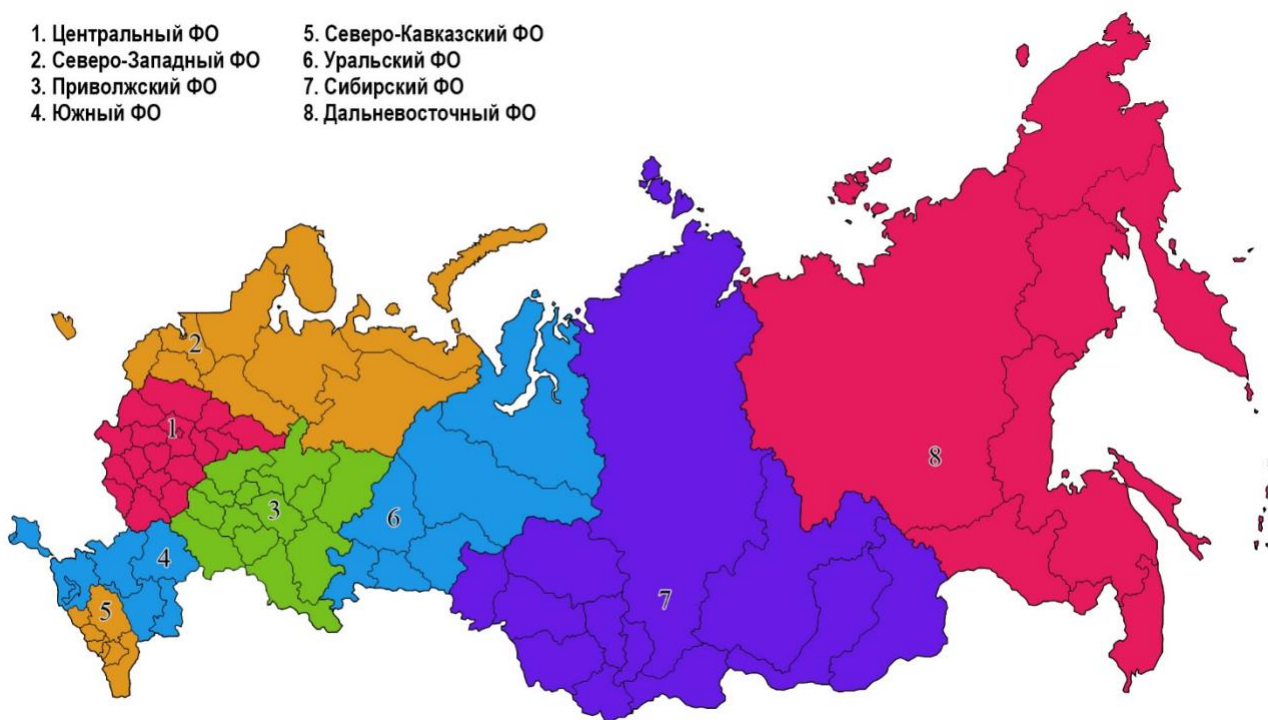 1. Центральный ФО
2. Северо-Западный ФО
3. Приволжский ФО
4. Южный ФО
5. Северо-Кавказский ФО
6. Уральский ФО
7. Сибирский ФО
8. Дальневосточный ФО
2
1
8
3
6
4
7
5